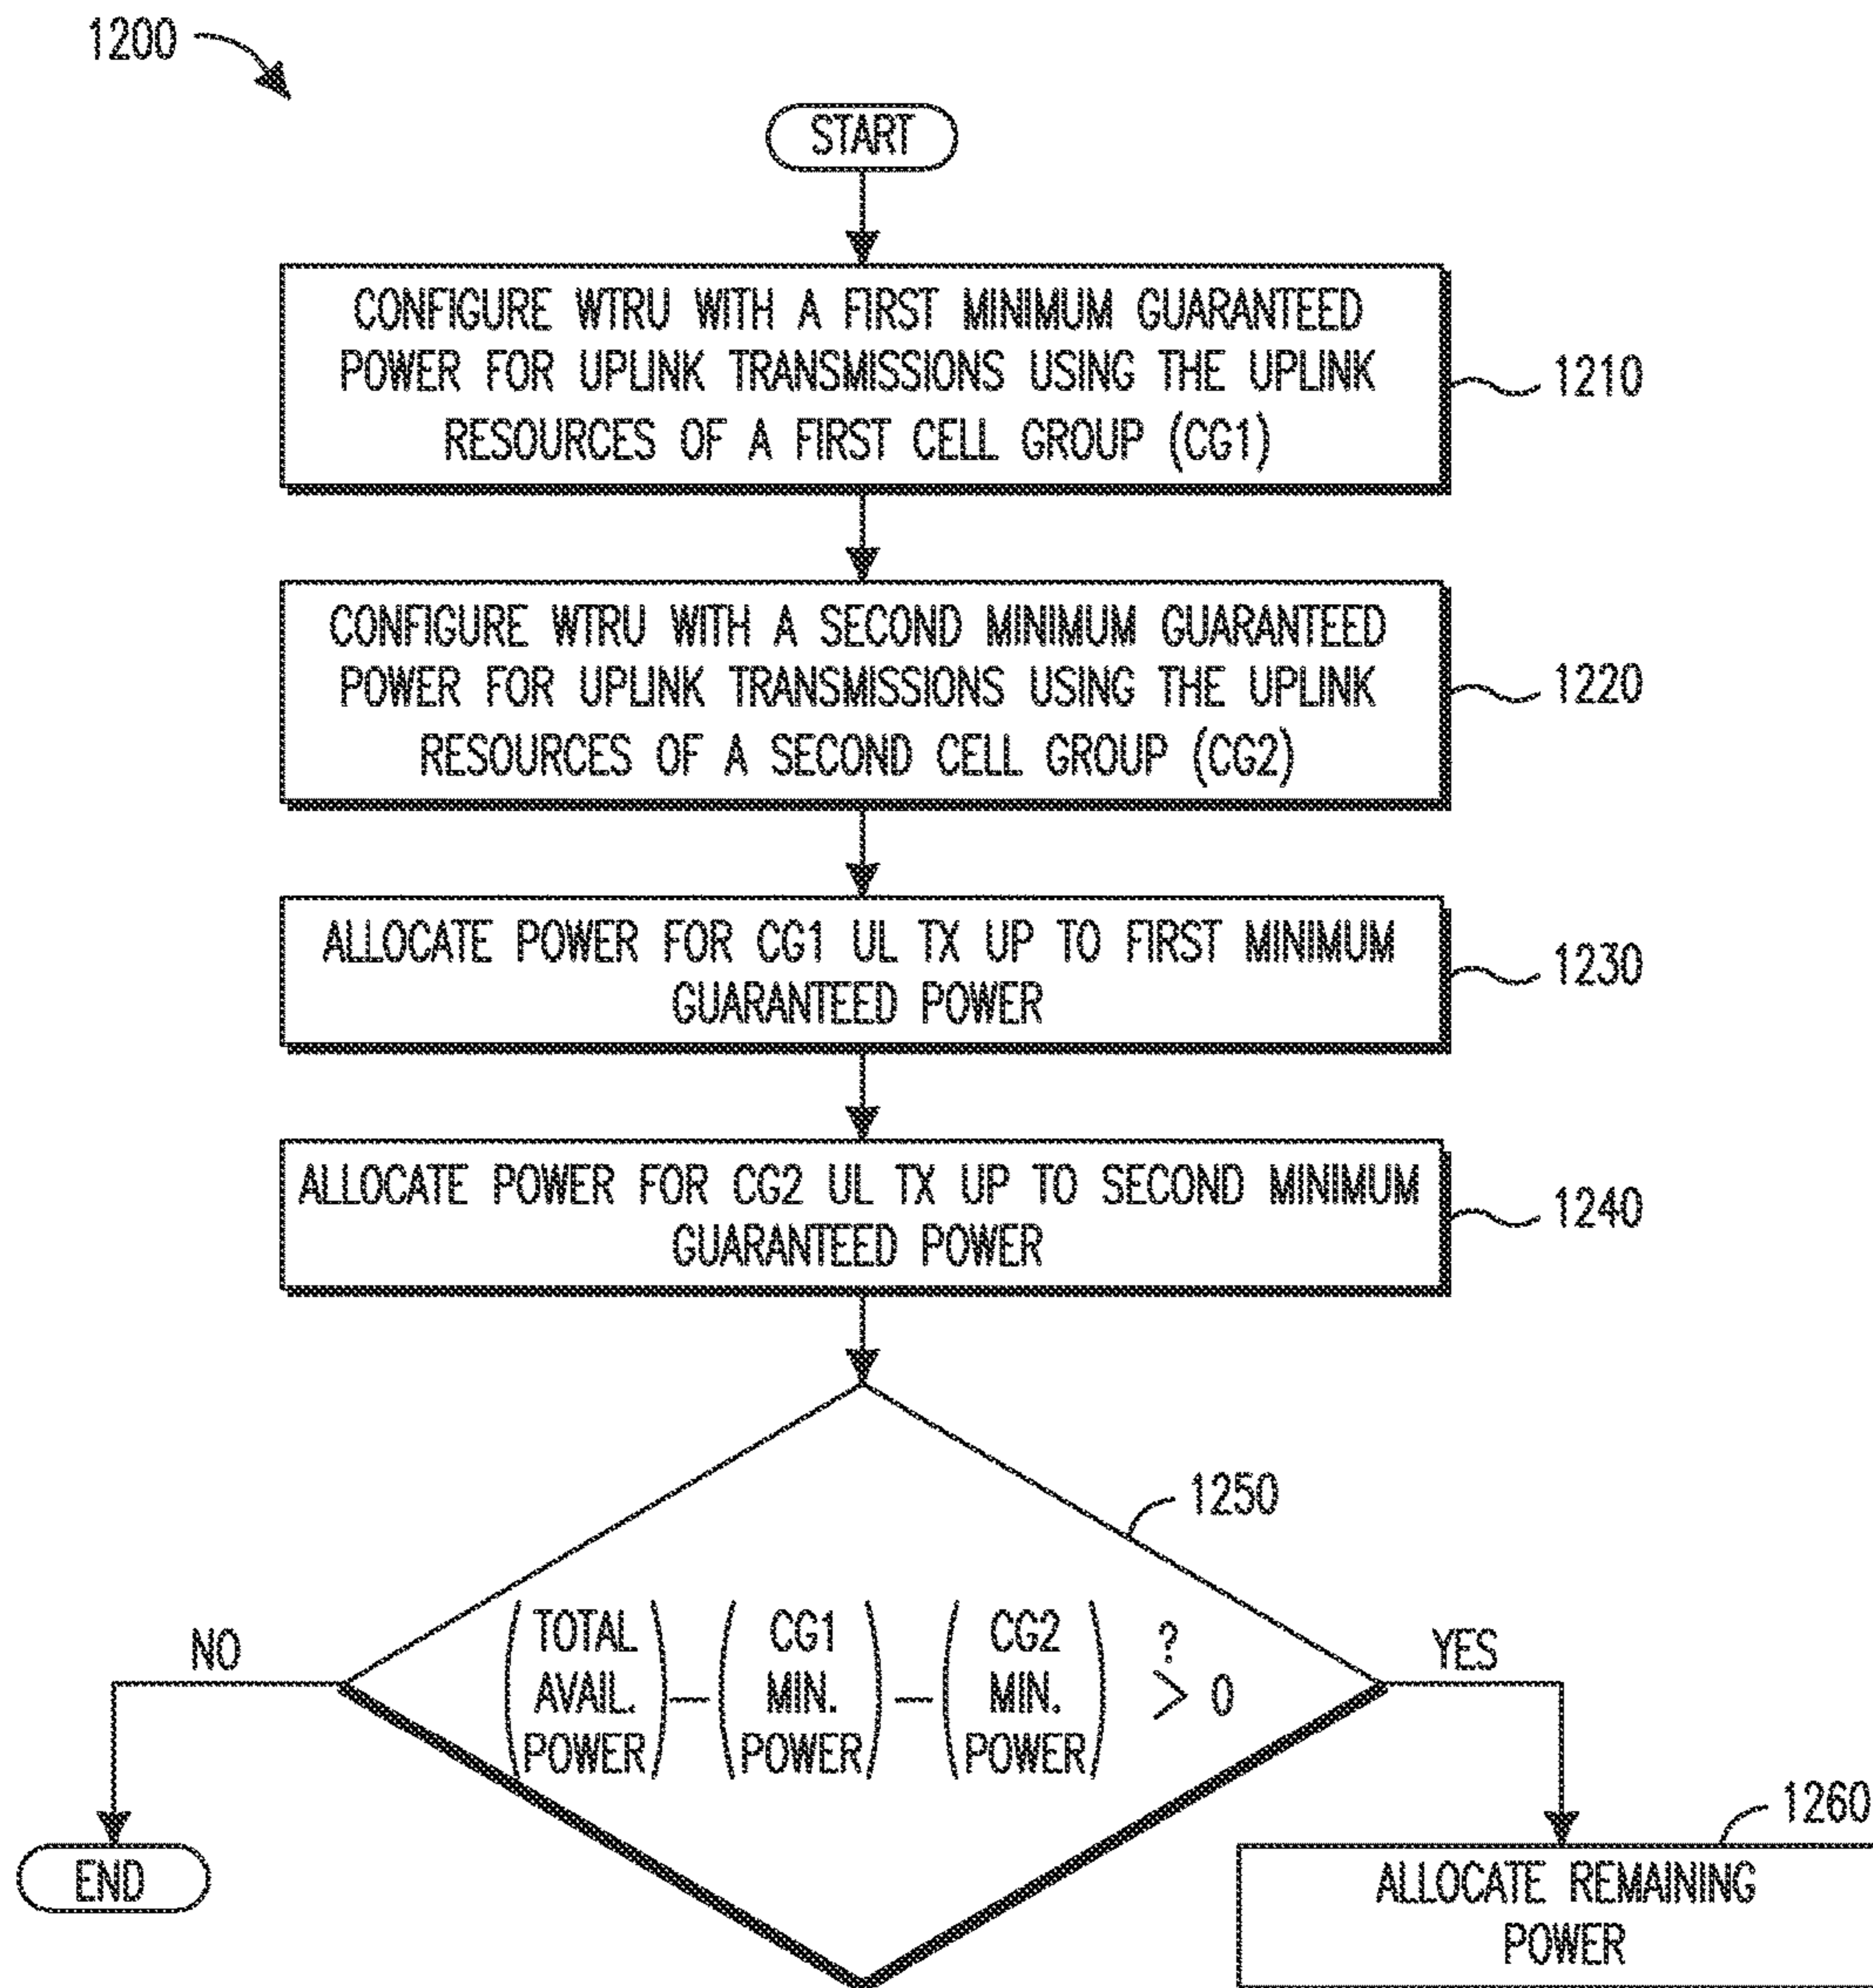 1200
START
CONFIGURE WTRU WITH A FIRST MINIMUM GUARANTEED
POWER FOR UPLINK TRANSMISSIONS USING THE UPLINK
RESOURCES OF A FIRST CELL GROUP (CG1)
1210
CONFIGURE WTRU WITH A SECOND MINIMUM GUARANTEED
POWER FOR UPLINK TRANSMISSIONS USING THE UPLINK
RESOURCES OF A SECOND CELL GROUP (CG2)
1220
ALLOCATE POWER FOR CG1 UL TX UP TO FIRST MINIMUM
GUARANTEED POWER
1230
ALLOCATE POWER FOR CG2 UL TX UP TO SECOND MINIMUM
GUARANTEED POWER
1240
1250
(TOTAL AVAIL. POWER) – (CG1 MIN. POWER) – (CG2 MIN. POWER) ? > 0
NO
YES
END
1260
ALLOCATE REMAINING
POWER